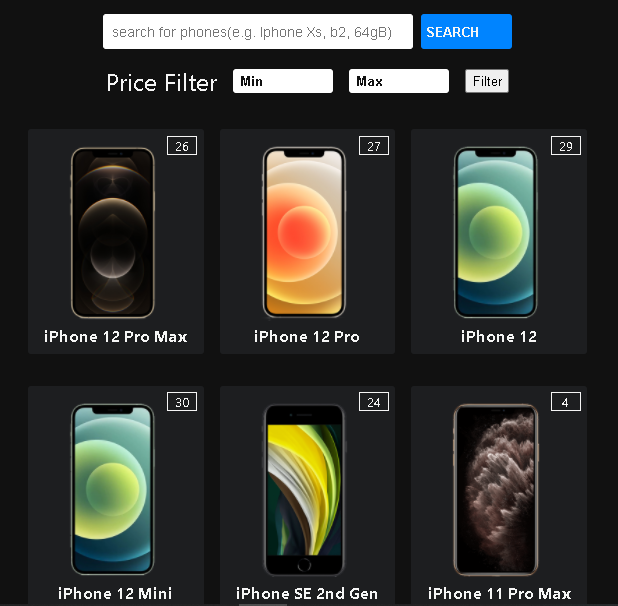 search for phones(e.g. Iphone Xs, b2, 64gB) SEARCH
Price Filter Min Max Filter
26 27 29
iPhone 12 Pro Max iPhone 12 Pro iPhone 12
30 24 4
iPhone 12 Mini iPhone SE 2nd Gen iPhone 11 Pro Max